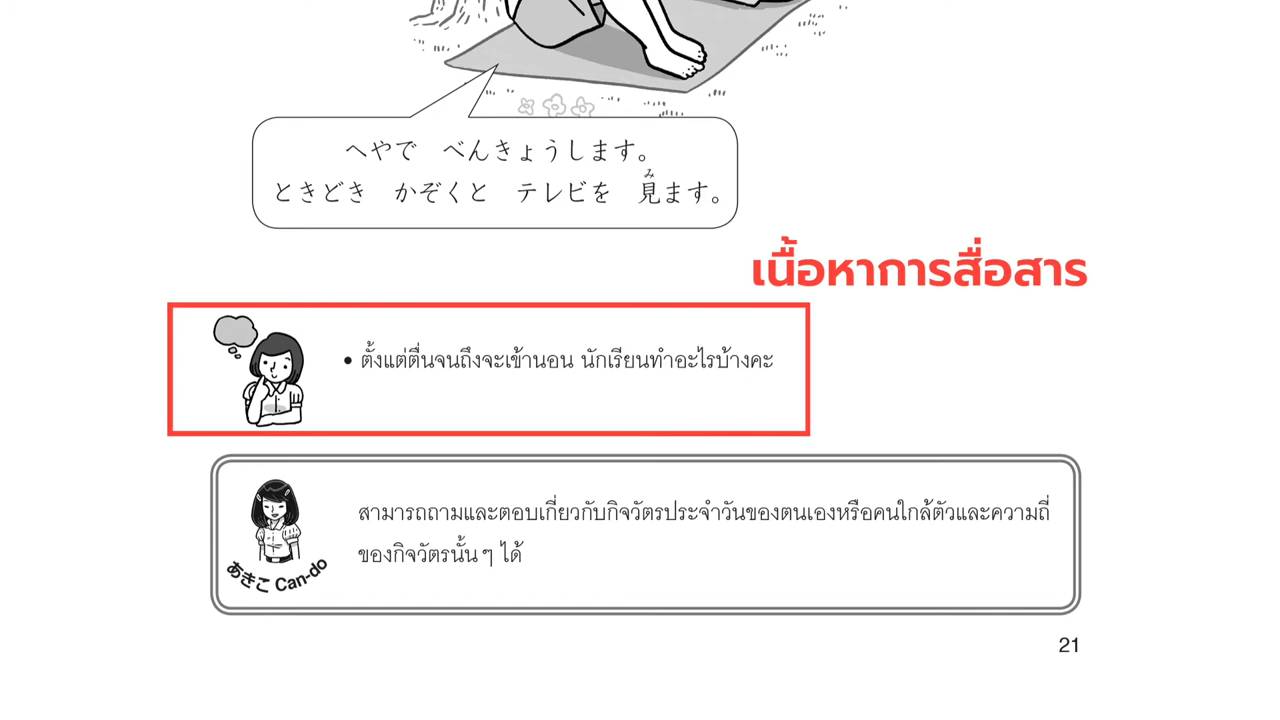 へやで べんきょうします。
ときどき かぞくと テレビを 見ます。
み
เนื้อหาการสื่อสาร
• ตั้งแต่ตื่นจนถึงจะเข้านอน นักเรียนทำอะไรบ้างคะ
สามารถถามและตอบเกี่ยวกับกิจวัตรประจำวันของตนเองหรือคนใกล้ตัวและความถี่
ของกิจวัตรนั้น ๆ ได้
あきこ Can-do
21